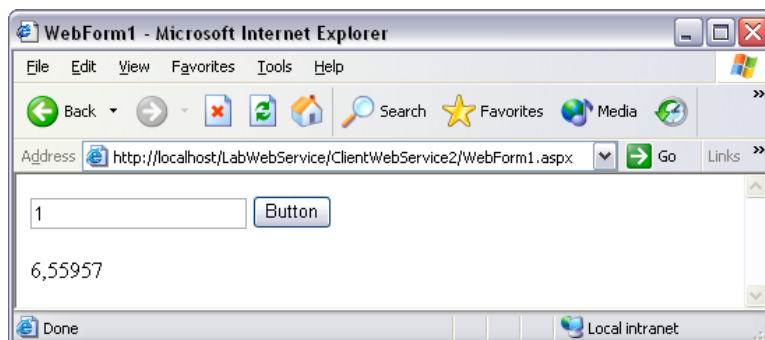 WebForm1 - Microsoft Internet Explorer
File Edit View Favorites Tools Help
Back Search Favorites Media »
Address http://localhost/LabWebService/ClientWebService2/WebForm1.aspx Go Links »
1 Button
6,55957
Done Local intranet